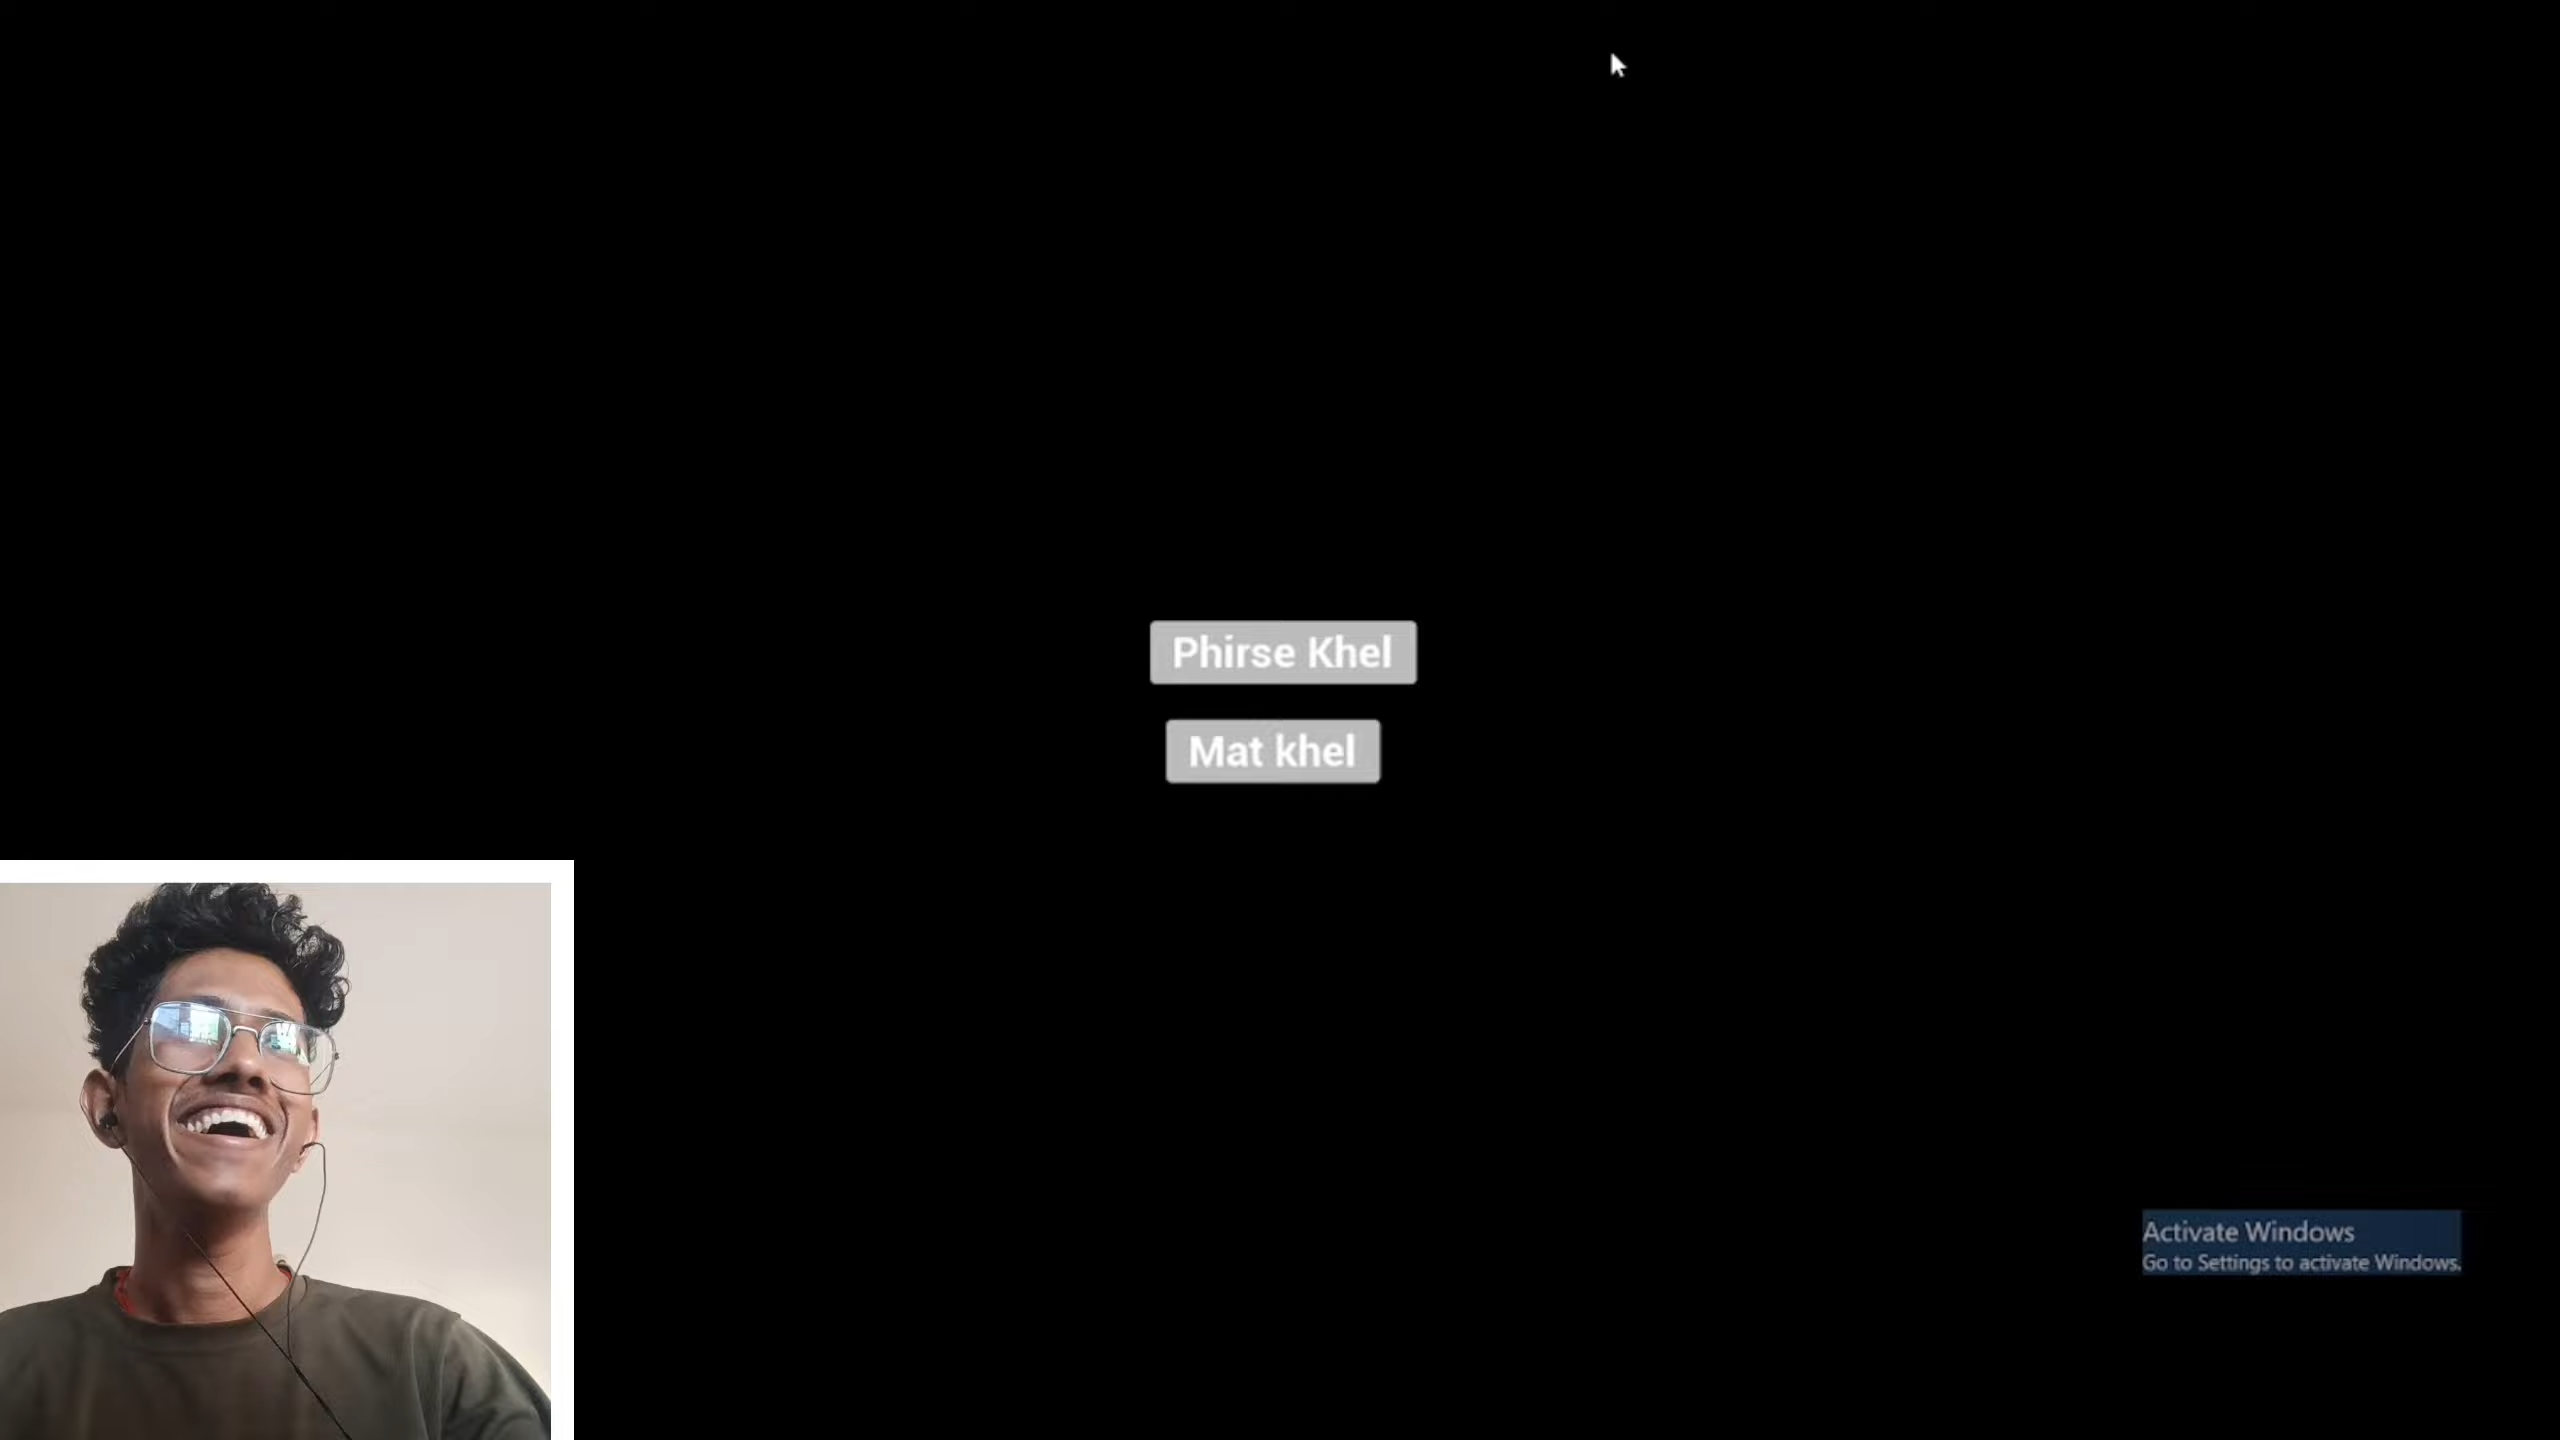 Phirse Khel
Mat khel
Activate Windows
Go to Settings to activate Windows.